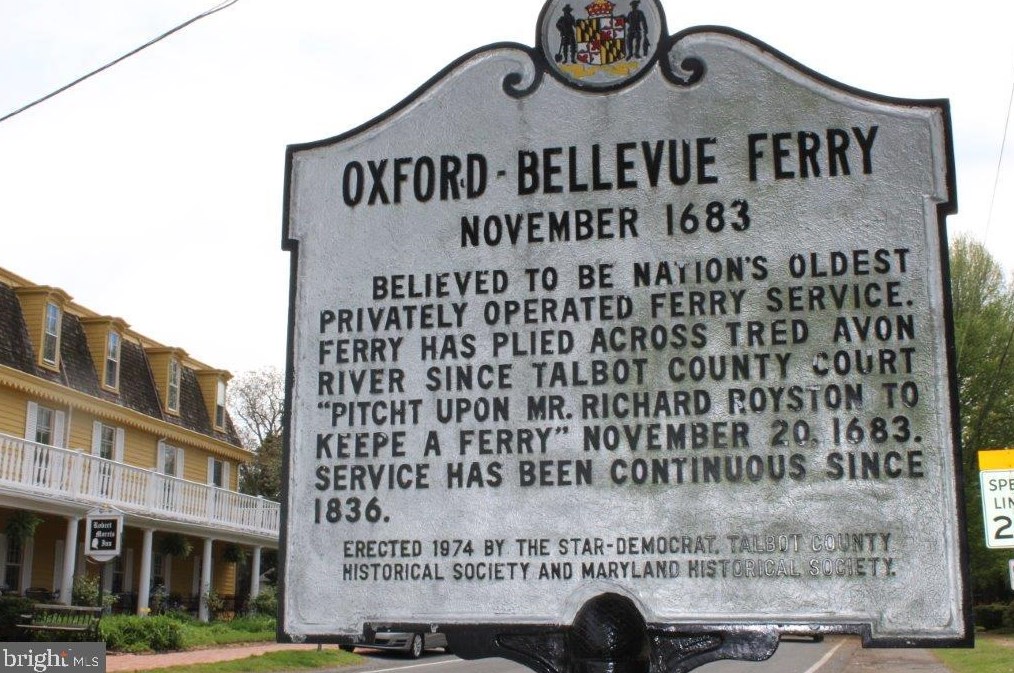 OXFORD-BELLEVUE FERRY
NOVEMBER 1683
BELIEVED TO BE NATION'S OLDEST
PRIVATELY OPERATED FERRY SERVICE.
FERRY HAS PLIED ACROSS TRED AVON
RIVER SINCE TALBOT COUNTY COURT
"PITCHT UPON MR. RICHARD ROYSTON TO
KEEPE A FERRY" NOVEMBER 20, 1683.
SERVICE HAS BEEN CONTINUOUS SINCE
1836.
ERECTED 1974 BY THE STAR-DEMOCRAT, TALBOT COUNTY
HISTORICAL SOCIETY AND MARYLAND HISTORICAL SOCIETY.
Robert
Morris
Inn
SPE
LIM
2
bright MLS